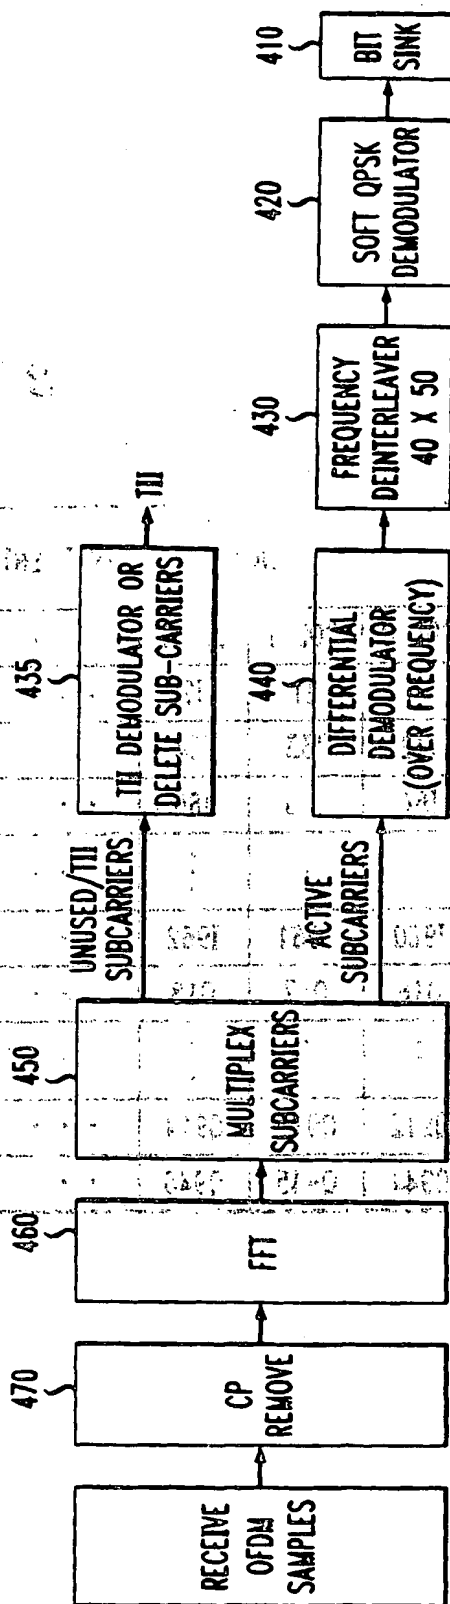 RECEIVE
OFDM
SAMPLES
470
CP
REMOVE
460
FFT
450
MULTIPLEX
SUBCARRIERS
UNUSED/TII
SUBCARRIERS
ACTIVE
SUBCARRIERS
435
TII DEMODULATOR OR
DELETE SUB-CARRIERS
TII
440
DIFFERENTIAL
DEMODULATOR
(OVER FREQUENCY)
430
FREQUENCY
DEINTERLEAVER
40 X 50
420
SOFT QPSK
DEMODULATOR
410
BIT
SINK